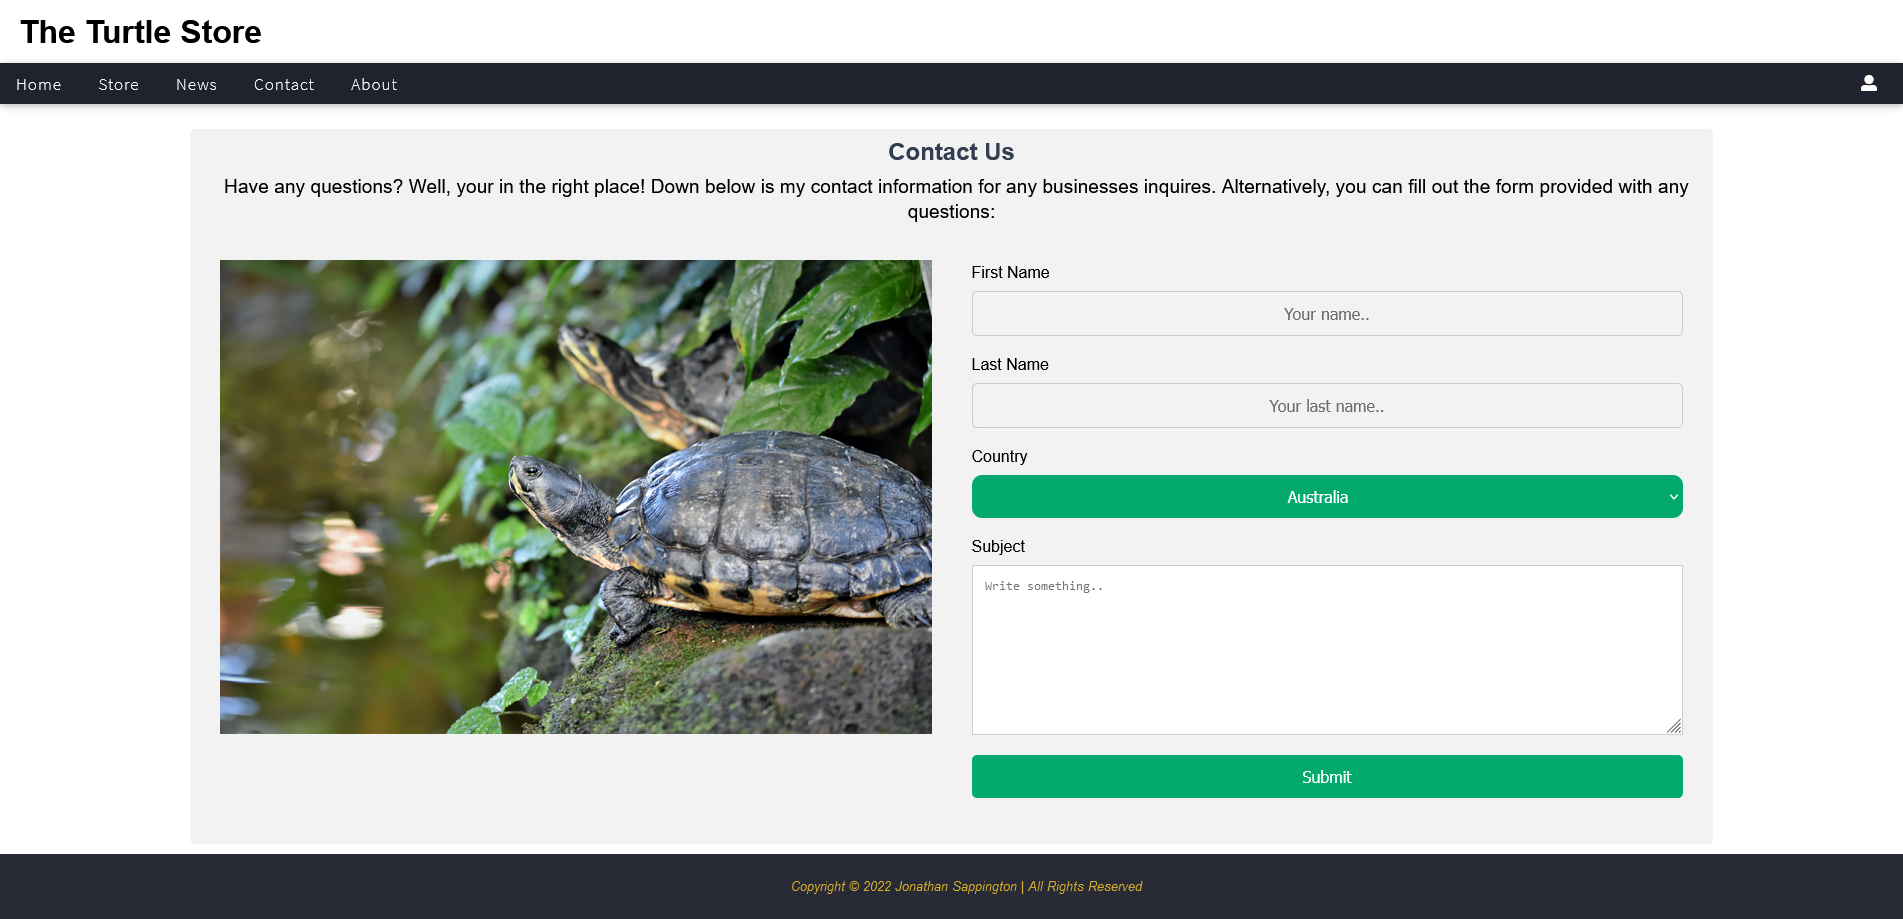 The Turtle Store
Home Store News Contact About
Contact Us
Have any questions? Well, your in the right place! Down below is my contact information for any businesses inquires. Alternatively, you can fill out the form provided with any
questions:
First Name
Your name..
Last Name
Your last name..
Country
Australia
Subject
Write something..
Submit
Copyright © 2022 Jonathan Sappington | All Rights Reserved